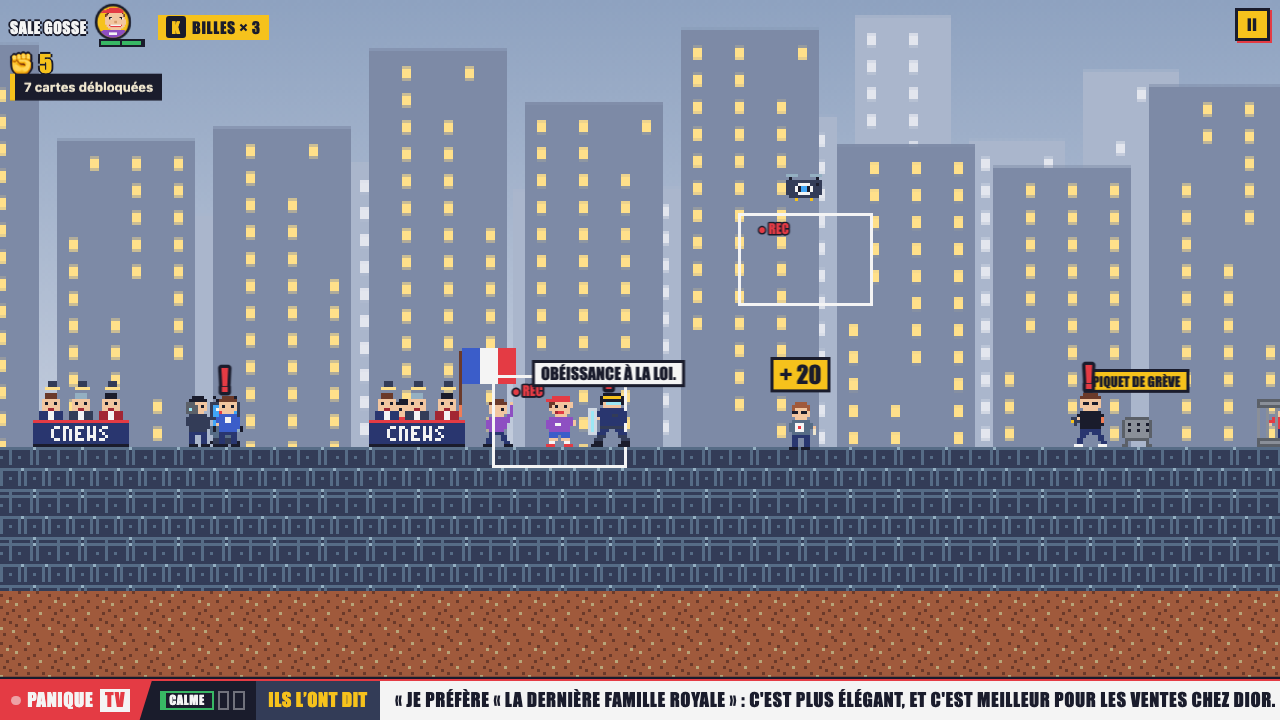 SALE GOSSE
K BILLES × 3
5
7 cartes débloquées
REC
OBÉISSANCE À LA LOI.
REC
+ 20
PIQUET DE GRÈVE
CNEWS
CNEWS
PANIQUE TV
CALME
ILS L'ONT DIT
« JE PRÉFÈRE « LA DERNIÈRE FAMILLE ROYALE » : C'EST PLUS ÉLÉGANT, ET C'EST MEILLEUR POUR LES VENTES CHEZ DIOR.